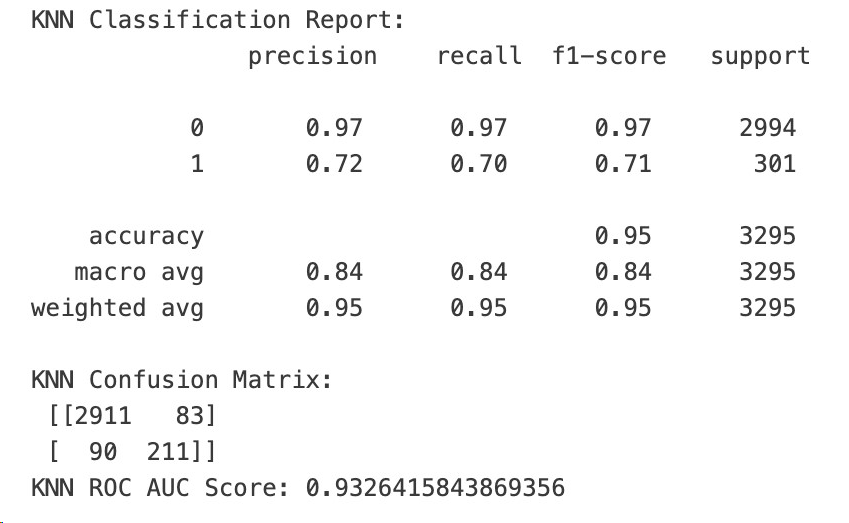 KNN Classification Report:
precision recall f1-score support
0 0.97 0.97 0.97 2994
1 0.72 0.70 0.71 301
accuracy 0.95 3295
macro avg 0.84 0.84 0.84 3295
weighted avg 0.95 0.95 0.95 3295
KNN Confusion Matrix:
[[2911 83]
[ 90 211]]
KNN ROC AUC Score: 0.9326415843869356